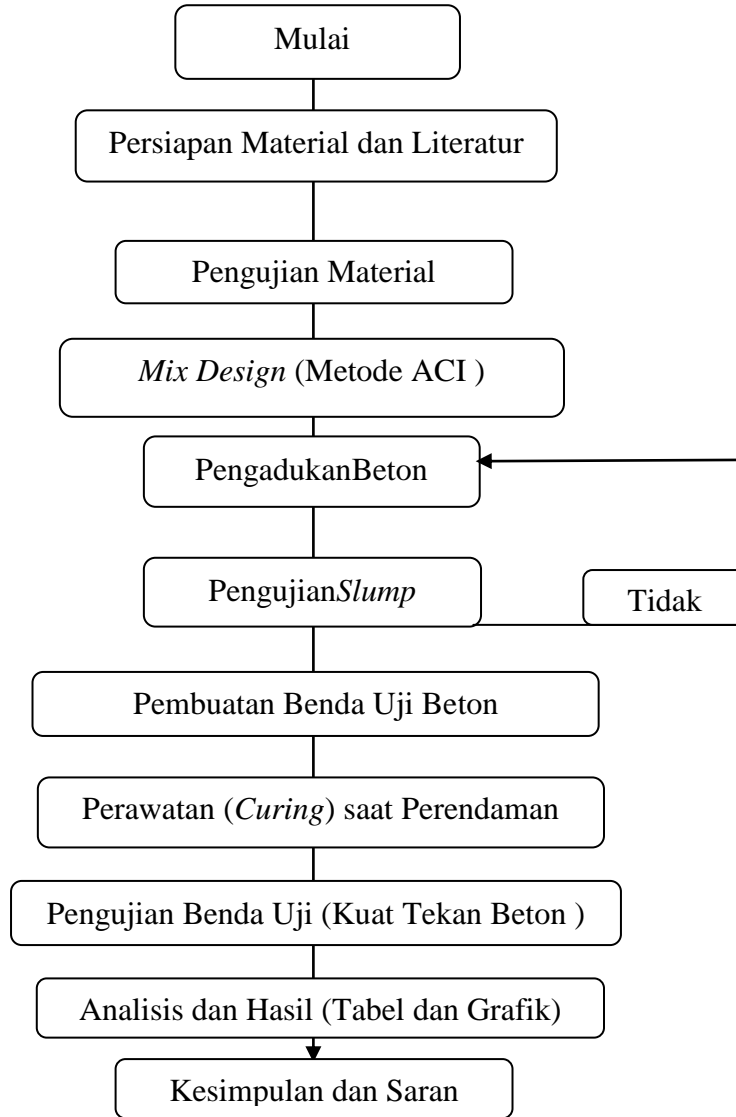 Mulai
Persiapan Material dan Literatur
Pengujian Material
Mix Design (Metode ACI )
PengadukanBeton
PengujianSlump
Tidak
Pembuatan Benda Uji Beton
Perawatan (Curing) saat Perendaman
Pengujian Benda Uji (Kuat Tekan Beton )
Analisis dan Hasil (Tabel dan Grafik)
Kesimpulan dan Saran